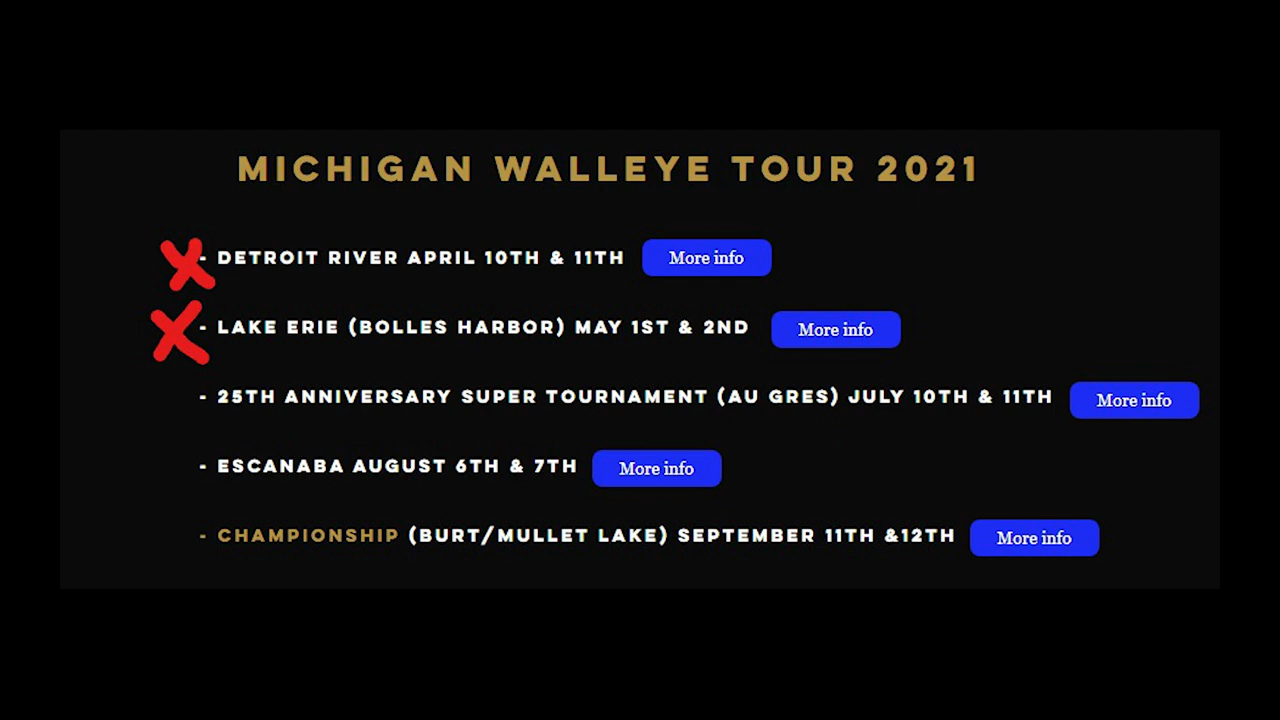 MICHIGAN WALLEYE TOUR 2021
- DETROIT RIVER APRIL 10TH & 11TH More info
- LAKE ERIE (BOLLES HARBOR) MAY 1ST & 2ND More info
- 25TH ANNIVERSARY SUPER TOURNAMENT (AU GRES) JULY 10TH & 11TH More info
- ESCANABA AUGUST 6TH & 7TH More info
- CHAMPIONSHIP (BURT/MULLET LAKE) SEPTEMBER 11TH &12TH More info